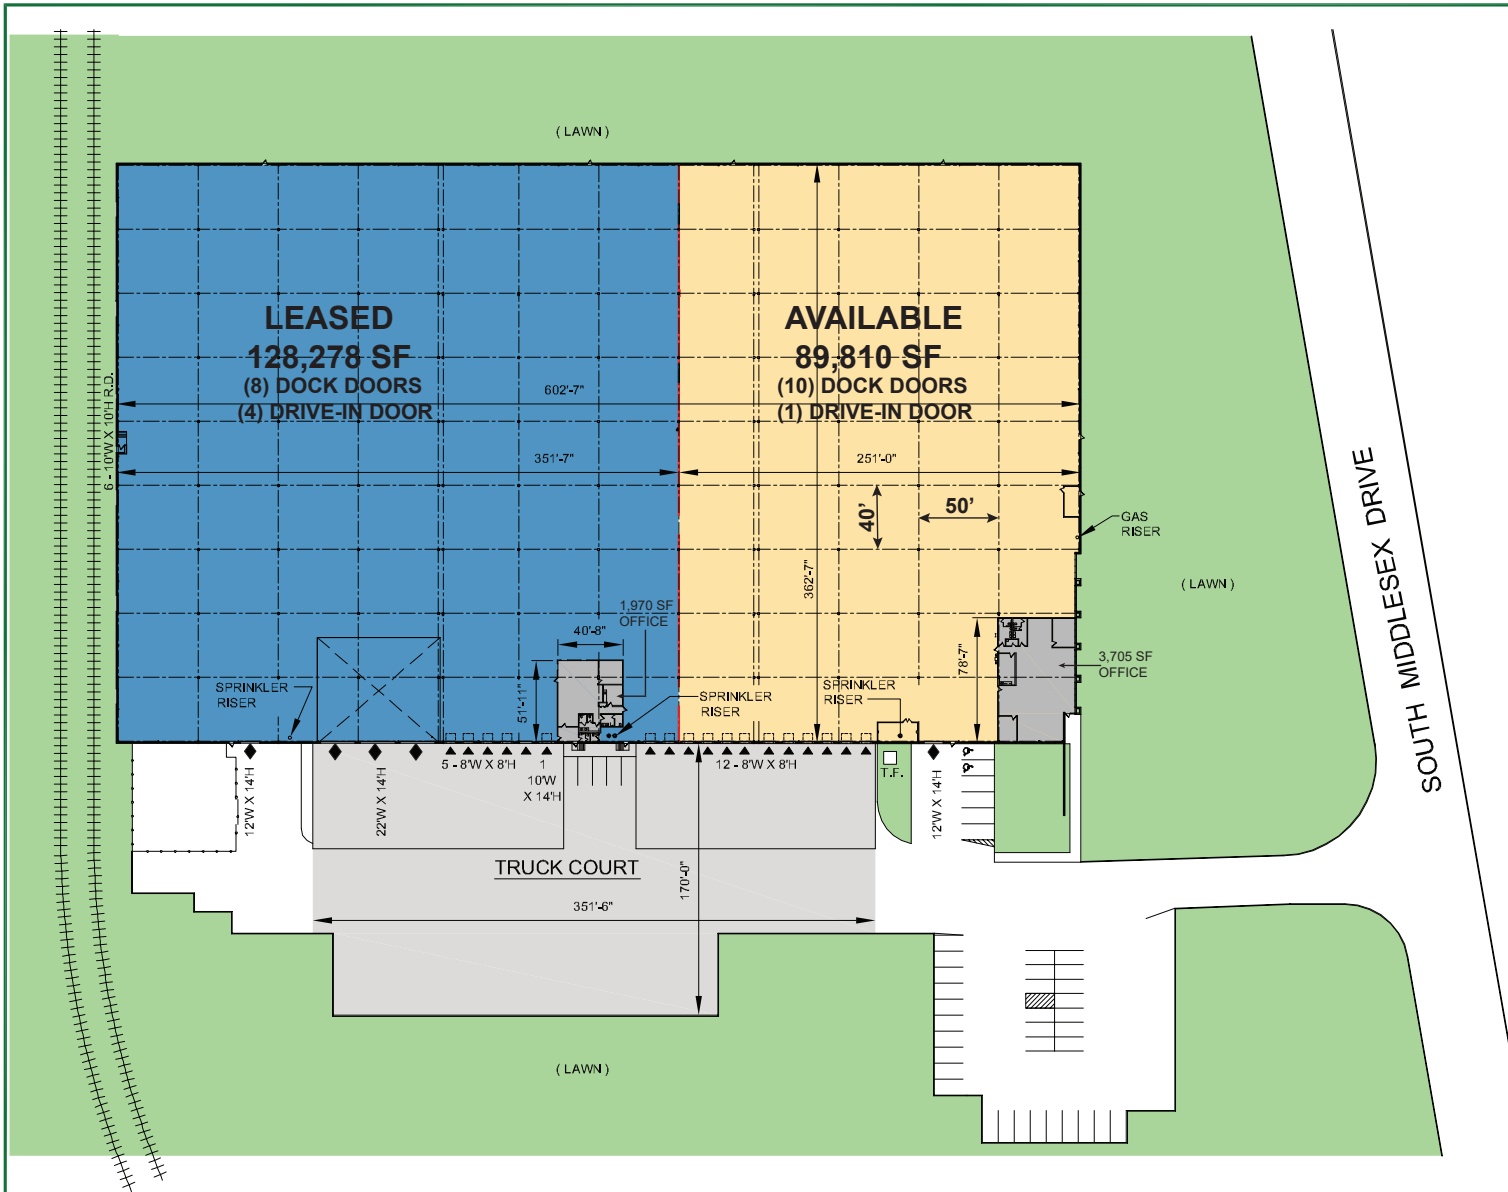 ( LAWN )
LEASED
128,278 SF
(8) DOCK DOORS
(4) DRIVE-IN DOOR
AVAILABLE
89,810 SF
(10) DOCK DOORS
(1) DRIVE-IN DOOR
602'-7"
6 - 10'W X 10'H R.D.
351'-7"
251'-0"
40'
50'
GAS
RISER
362'-7"
( LAWN )
SOUTH MIDDLESEX DRIVE
1,970 SF
OFFICE
40'-8"
51'-11"
78'-7"
3,705 SF
OFFICE
SPRINKLER
RISER
SPRINKLER
RISER
SPRINKLER
RISER
12'W X 14'H
22'W X 14'H
5 - 8'W X 8'H
1
10'W
X 14'H
12 - 8'W X 8'H
T.F.
12'W X 14'H
TRUCK COURT
170'-0"
351'-6"
( LAWN )